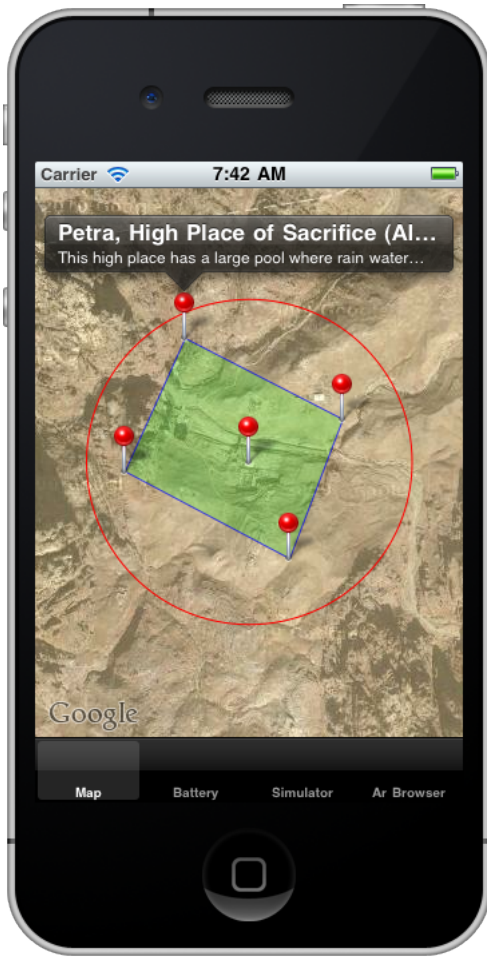 Carrier 7:42 AM
Petra, High Place of Sacrifice (Al...
This high place has a large pool where rain water...
Google
Map Battery Simulator Ar Browser